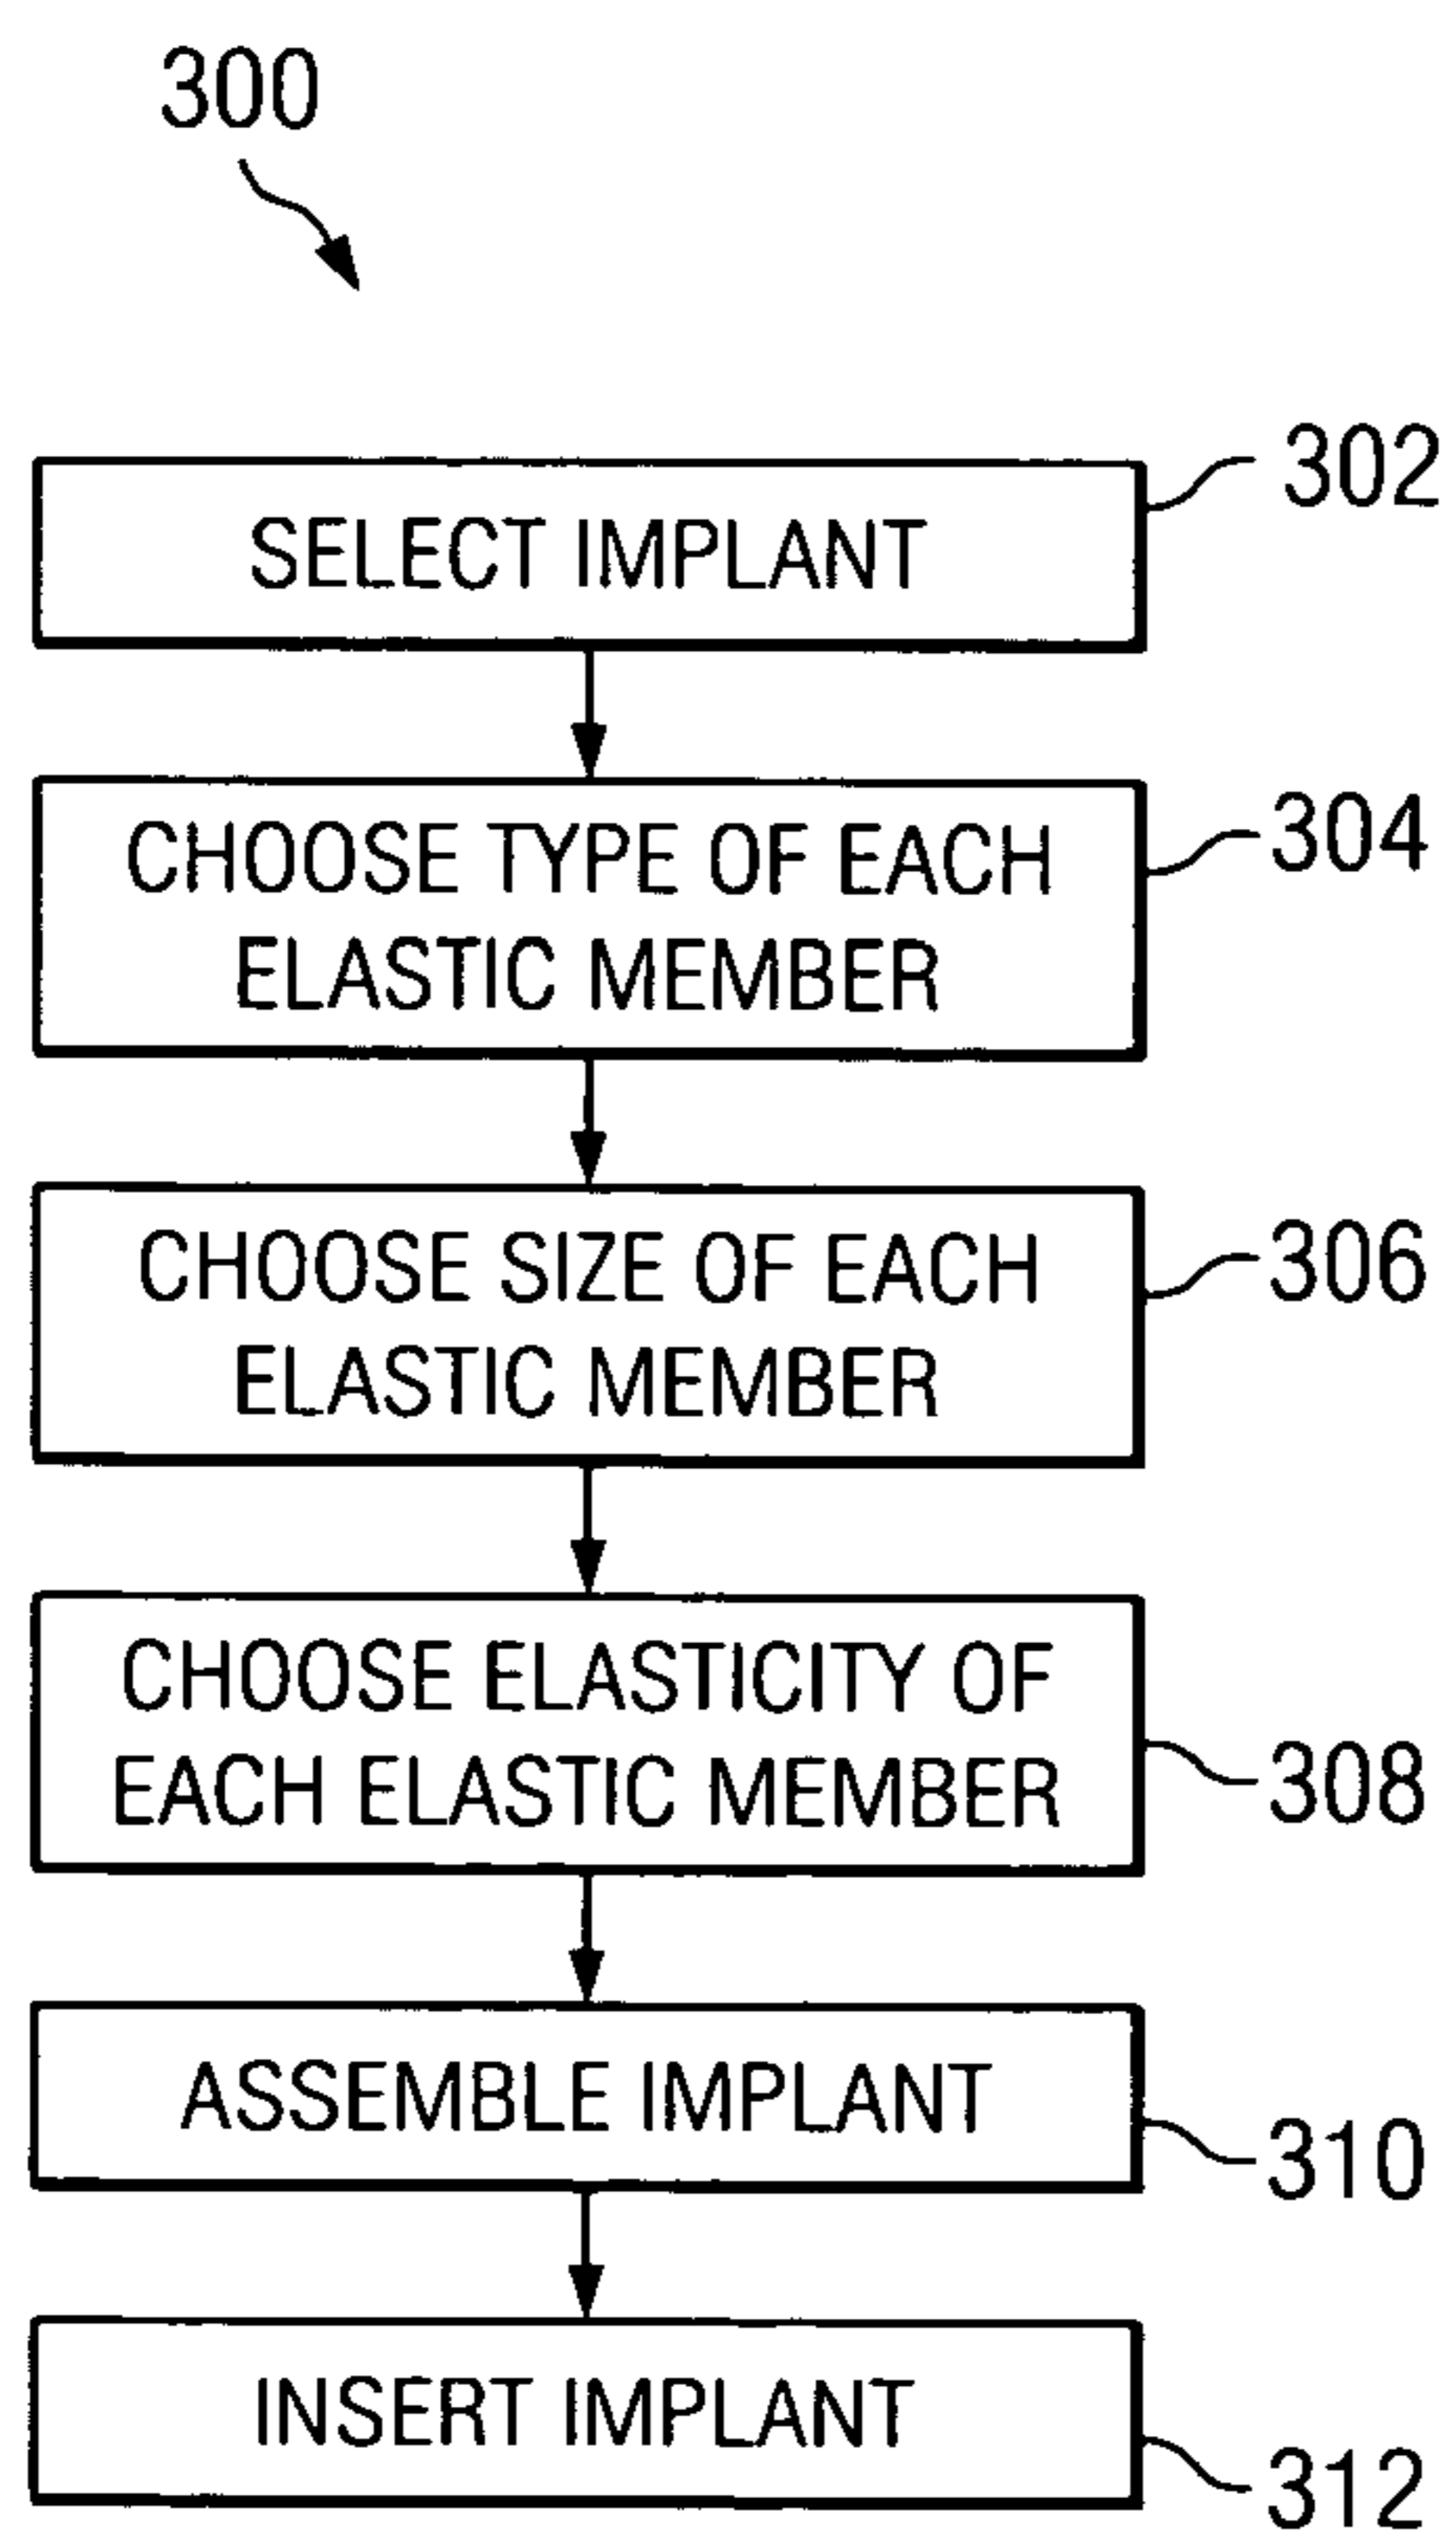 300
SELECT IMPLANT
302
CHOOSE TYPE OF EACH
ELASTIC MEMBER
304
CHOOSE SIZE OF EACH
ELASTIC MEMBER
306
CHOOSE ELASTICITY OF
EACH ELASTIC MEMBER
308
ASSEMBLE IMPLANT
310
INSERT IMPLANT
312